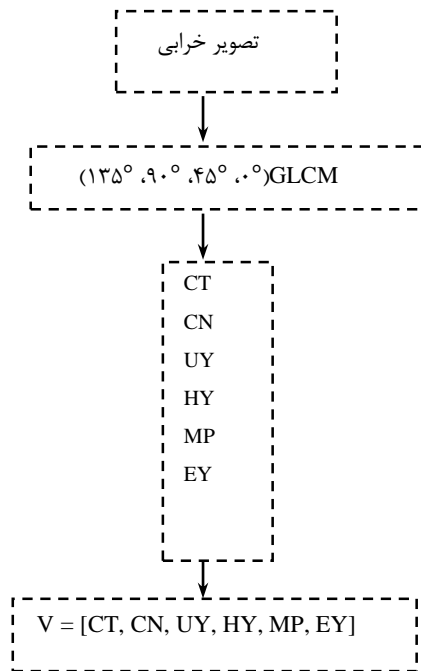 تصویر خرابی
GLCM(۰°، ۴۵°، ۹۰°، ۱۳۵°)
CT
CN
UY
HY
MP
EY
V = [CT, CN, UY, HY, MP, EY]